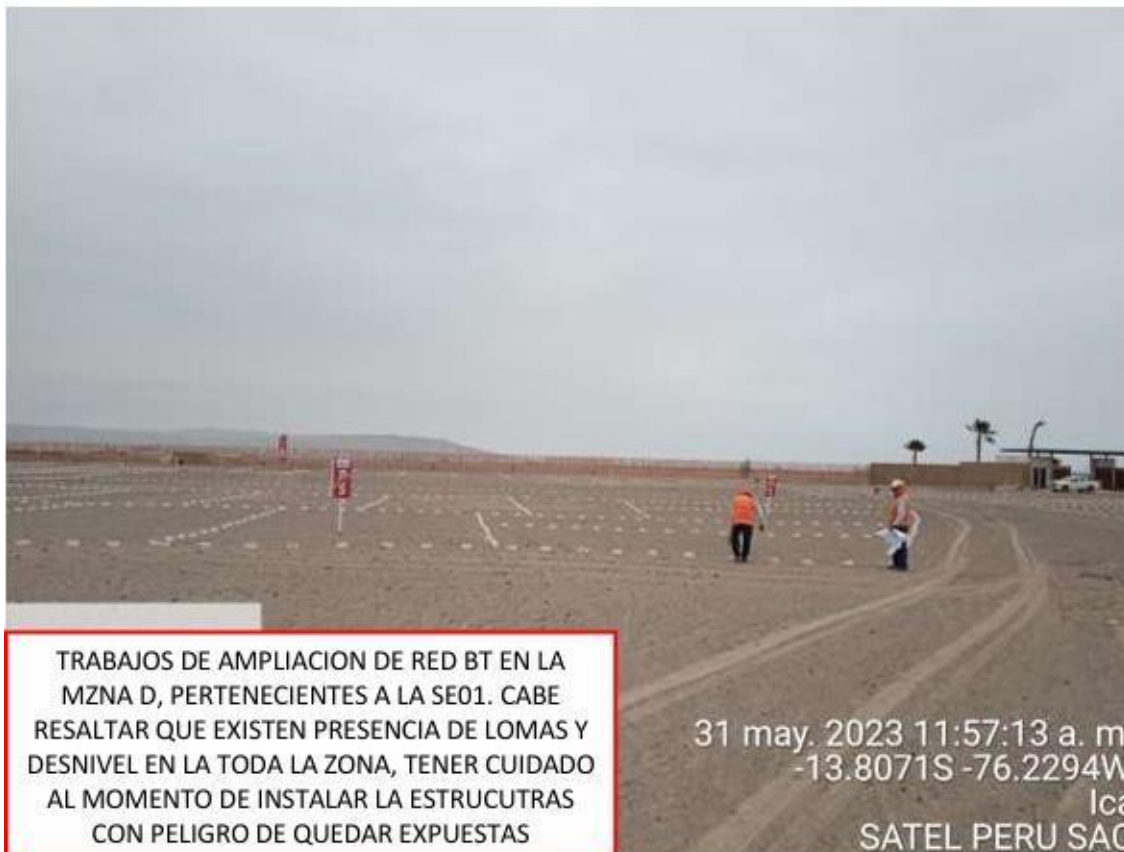 TRABAJOS DE AMPLIACION DE RED BT EN LA
MZNA D, PERTENECIENTES A LA SE01. CABE
RESALTAR QUE EXISTEN PRESENCIA DE LOMAS Y
DESNIVEL EN LA TODA LA ZONA, TENER CUIDADO
AL MOMENTO DE INSTALAR LA ESTRUCUTRAS
CON PELIGRO DE QUEDAR EXPUESTAS
31 may. 2023 11:57:13 a. m
-13.8071S -76.2294W
Ica
SATEL PERU SAC